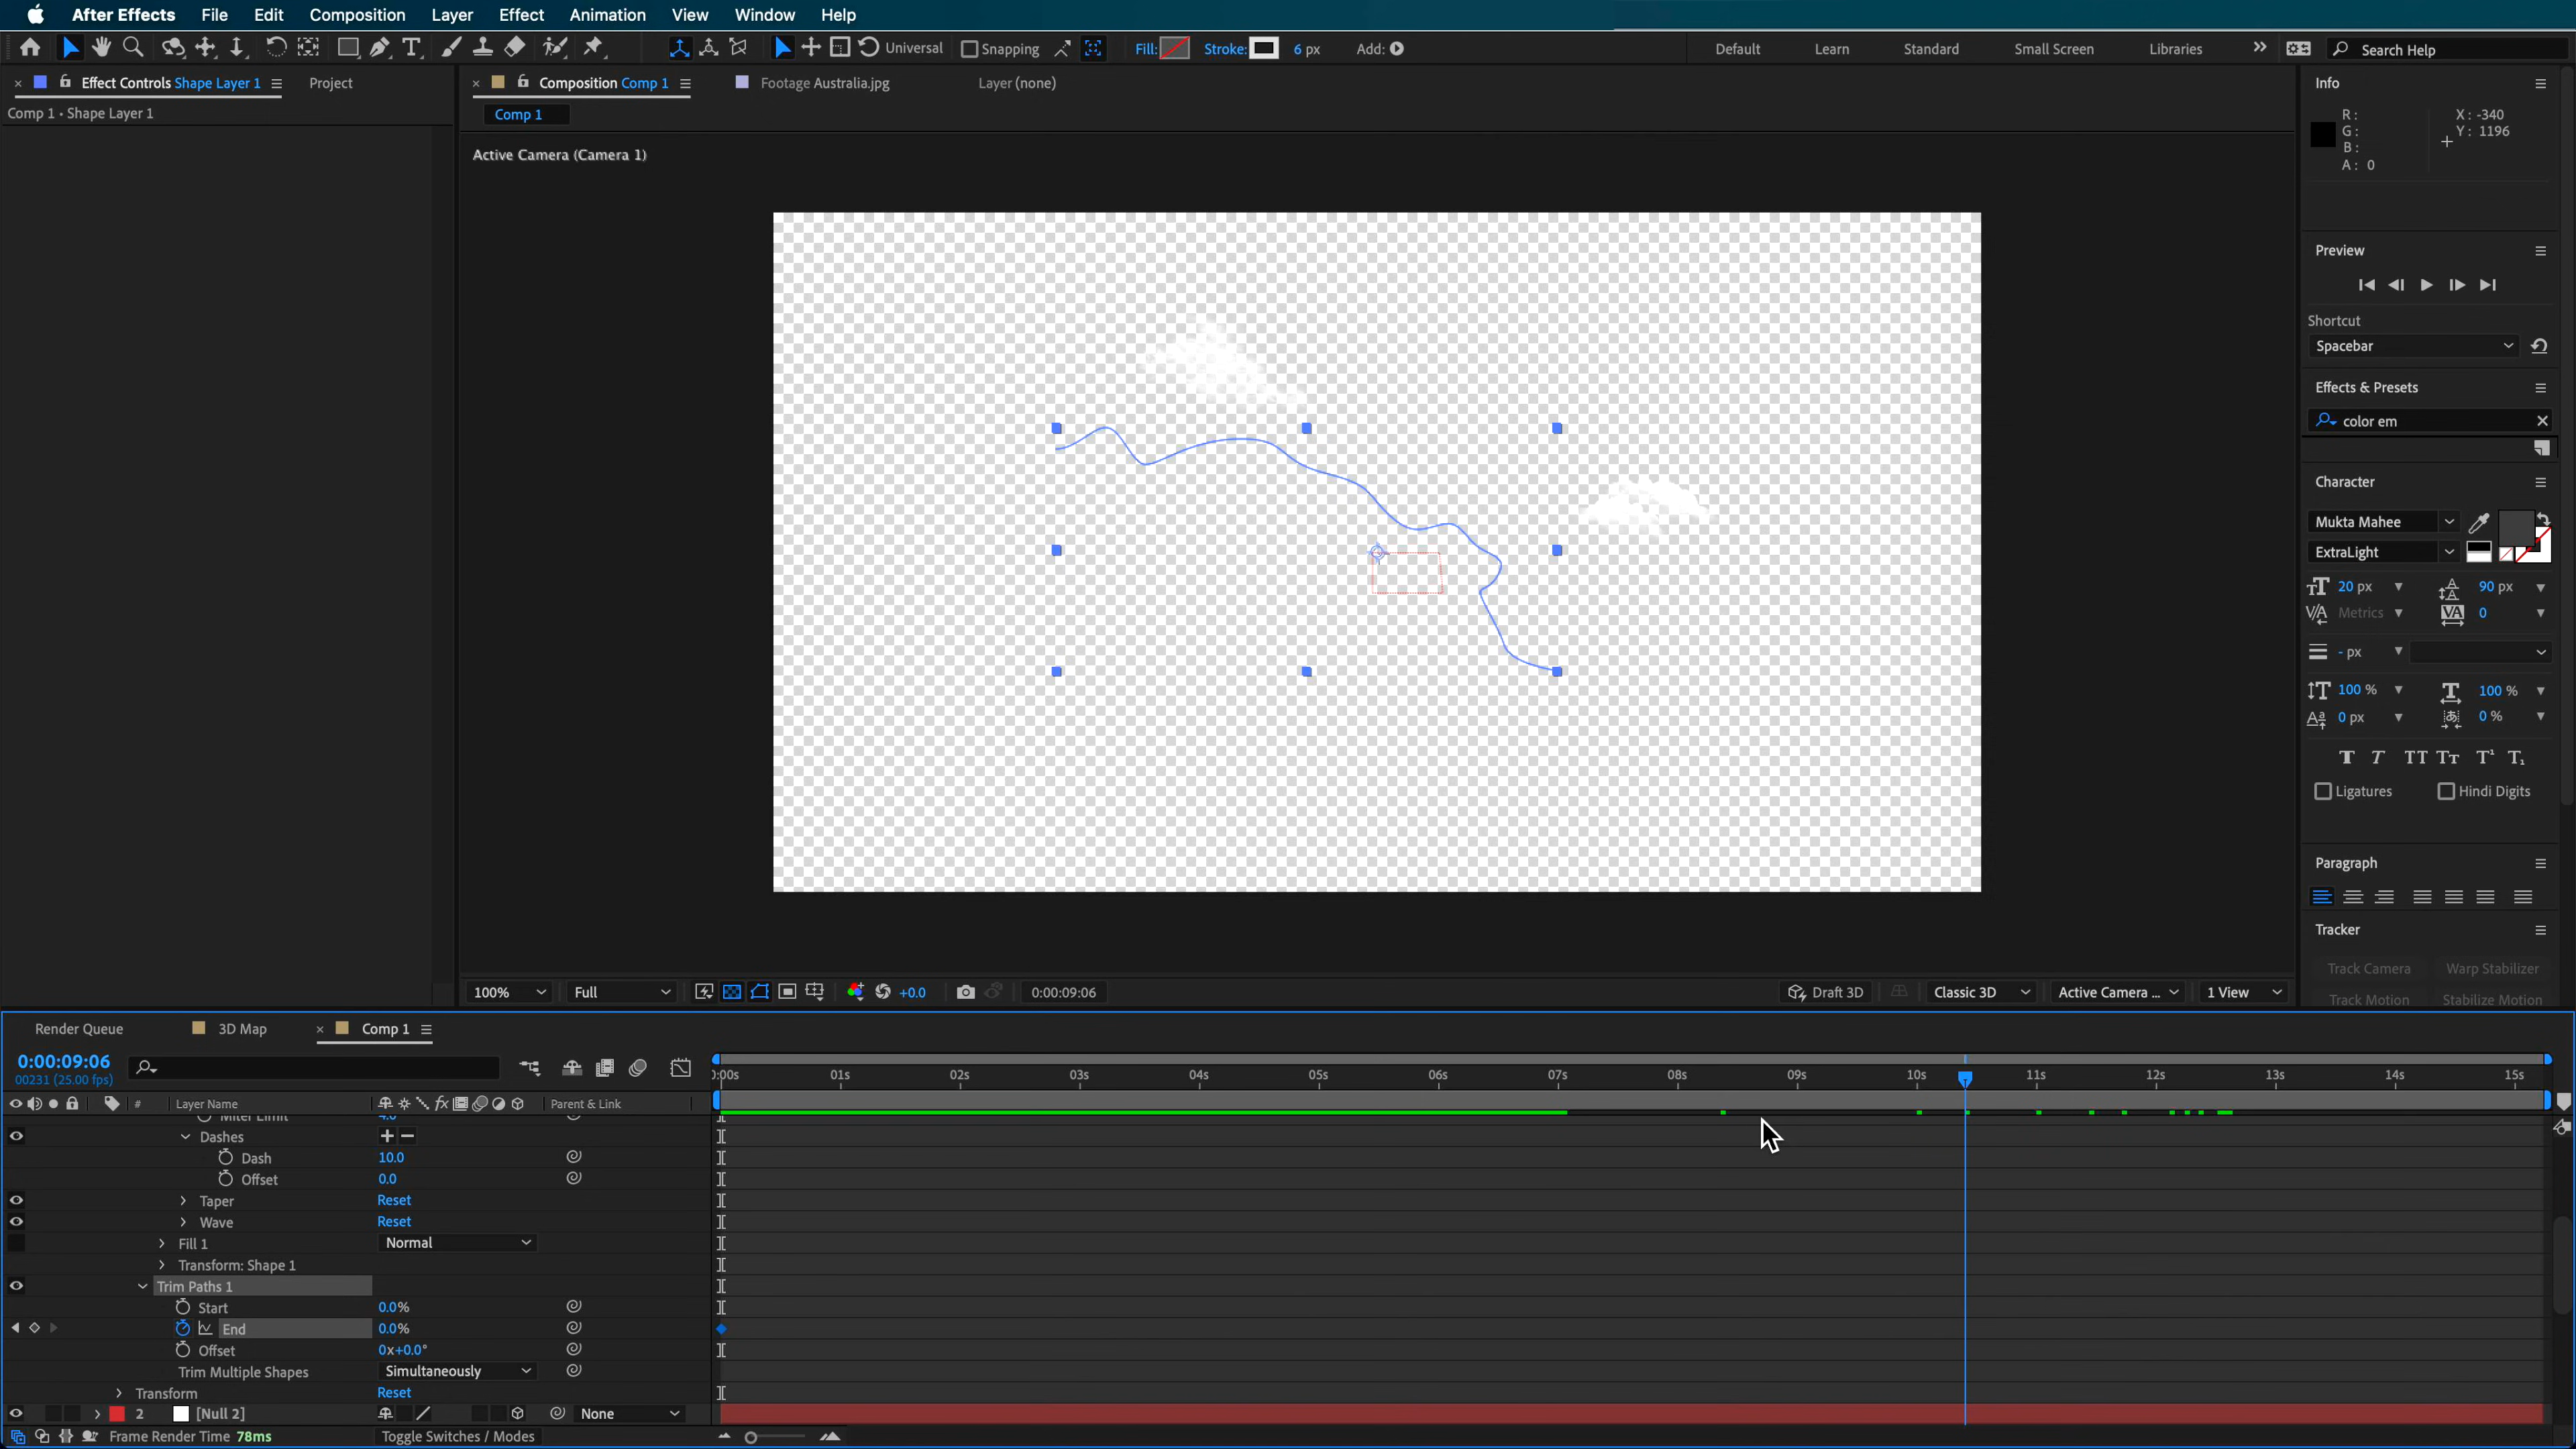 After Effects File Edit Composition Layer Effect Animation View Window Help
Universal Snapping Fill: Stroke: 6 px Add: Default Learn Standard Small Screen Libraries Search Help
Effect Controls Shape Layer 1 Project
Comp 1 • Shape Layer 1
Composition Comp 1 Footage Australia.jpg Layer (none)
Comp 1
Active Camera (Camera 1)
Info
R: X: -340
G: Y: 1196
B:
A: 0
Preview
Shortcut
Spacebar
Effects & Presets
color em
Character
Mukta Mahee
ExtraLight
20 px 90 px
Metrics 0
- px
100 % 100 %
0 px 0 %
Ligatures Hindi Digits
Paragraph
Tracker
Track Camera Warp Stabilizer
Track Motion Stabilize Motion
100% Full +0.0 0:00:09:06 Draft 3D Classic 3D Active Camera ... 1 View
Render Queue 3D Map Comp 1
0:00:09:06
00231 (25.00 fps)
:00s 01s 02s 03s 04s 05s 06s 07s 08s 09s 10s 11s 12s 13s 14s 15s
# Layer Name Parent & Link
Miter Limit 4.0
Dashes
Dash 10.0
Offset 0.0
Taper Reset
Wave Reset
Fill 1 Normal
Transform: Shape 1
Trim Paths 1
Start 0.0%
End 0.0%
Offset 0x+0.0°
Trim Multiple Shapes Simultaneously
Transform Reset
2 [Null 2] None
Frame Render Time 78ms Toggle Switches / Modes